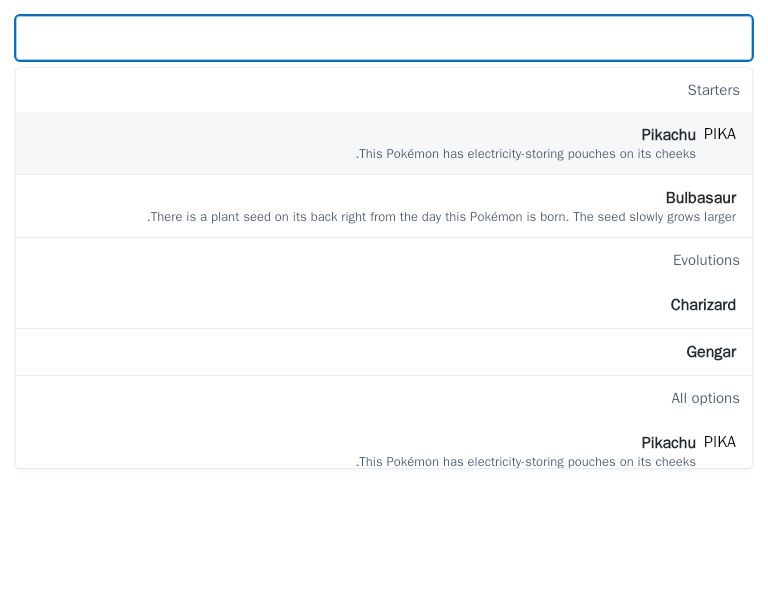 Starters
Pikachu PIKA
.This Pokémon has electricity-storing pouches on its cheeks
Bulbasaur
.There is a plant seed on its back right from the day this Pokémon is born. The seed slowly grows larger
Evolutions
Charizard
Gengar
All options
Pikachu PIKA
.This Pokémon has electricity-storing pouches on its cheeks